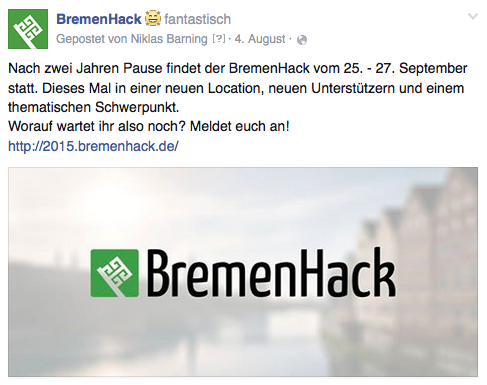 BremenHack fantastisch
Gepostet von Niklas Barning [?] · 4. August ·
Nach zwei Jahren Pause findet der BremenHack vom 25. - 27. September
statt. Dieses Mal in einer neuen Location, neuen Unterstützern und einem
thematischen Schwerpunkt.
Worauf wartet ihr also noch? Meldet euch an!
http://2015.bremenhack.de/
BremenHack